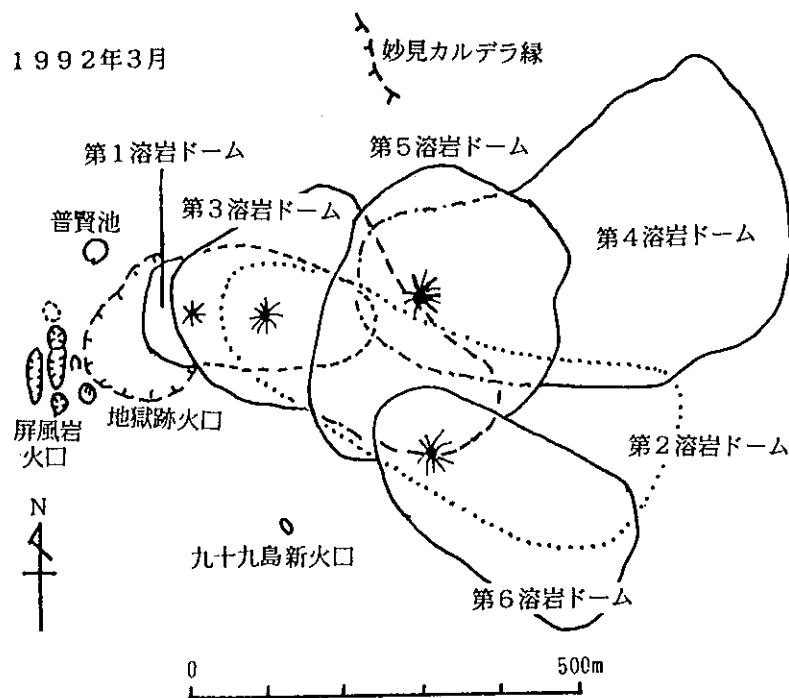 1992年3月
妙見カルデラ縁
第1溶岩ドーム
第5溶岩ドーム
普賢池
第3溶岩ドーム
第4溶岩ドーム
地獄跡火口
屏風岩
火口
第2溶岩ドーム
N
九十九島新火口
第6溶岩ドーム
0
500m